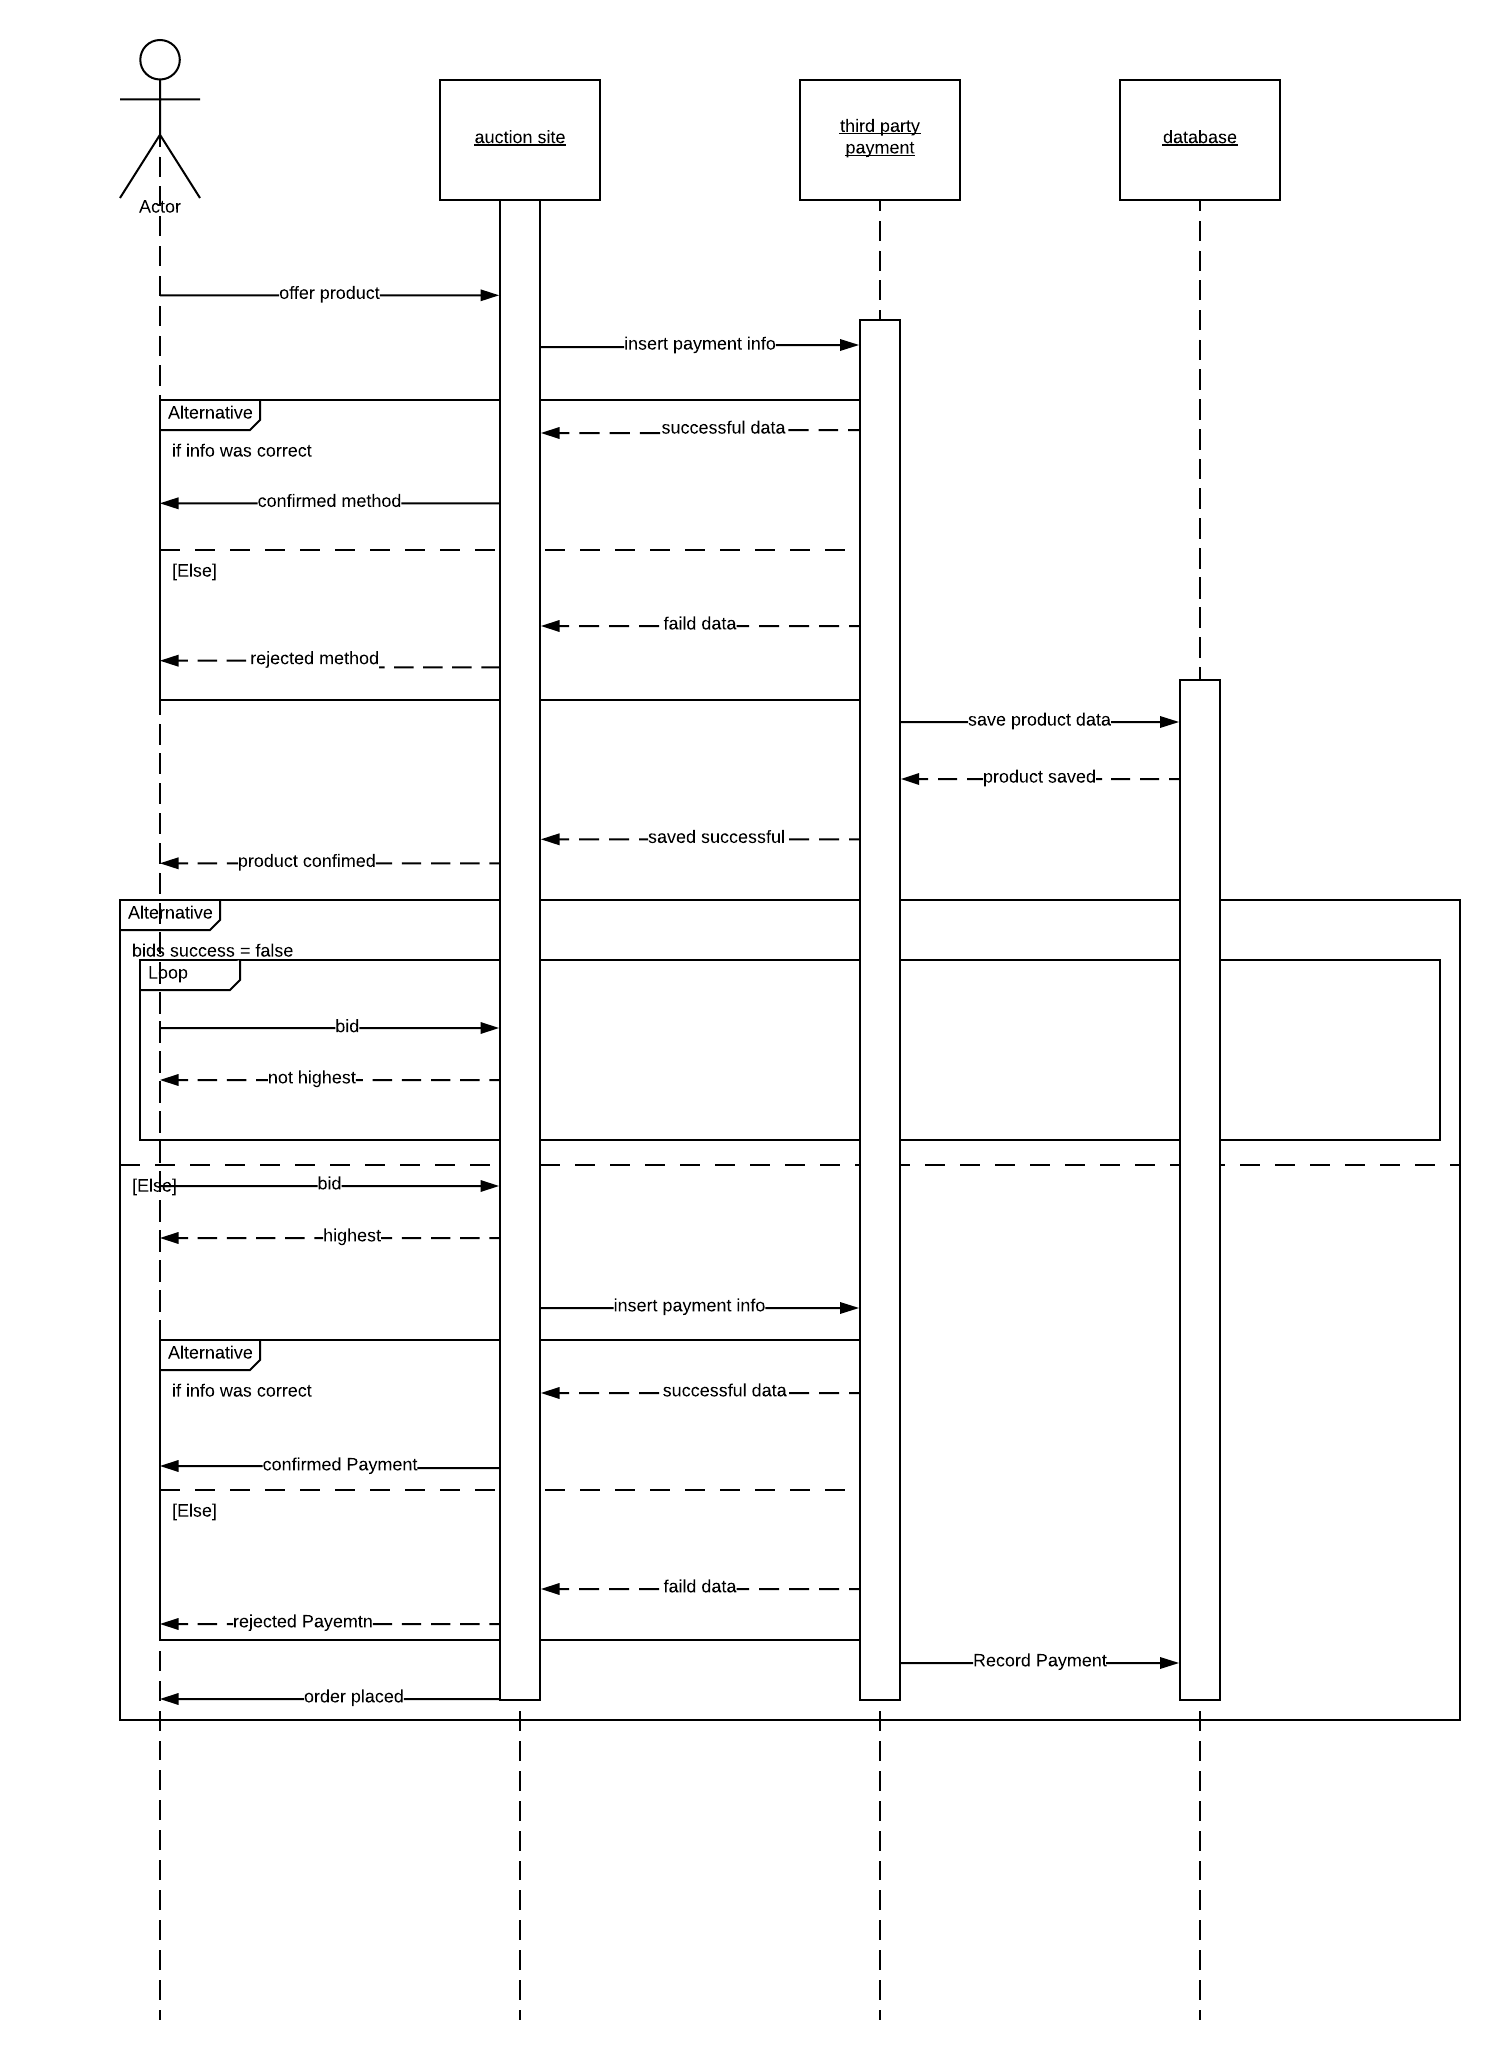 Actor
auction site
third party
payment
database
offer product
insert payment info
Alternative
successful data
if info was correct
confirmed method
[Else]
faild data
rejected method
save product data
product saved
saved successful
product confimed
Alternative
bids success = false
Loop
bid
not highest
[Else]
bid
highest
insert payment info
Alternative
if info was correct
successful data
confirmed Payment
[Else]
faild data
rejected Payemtn
Record Payment
order placed